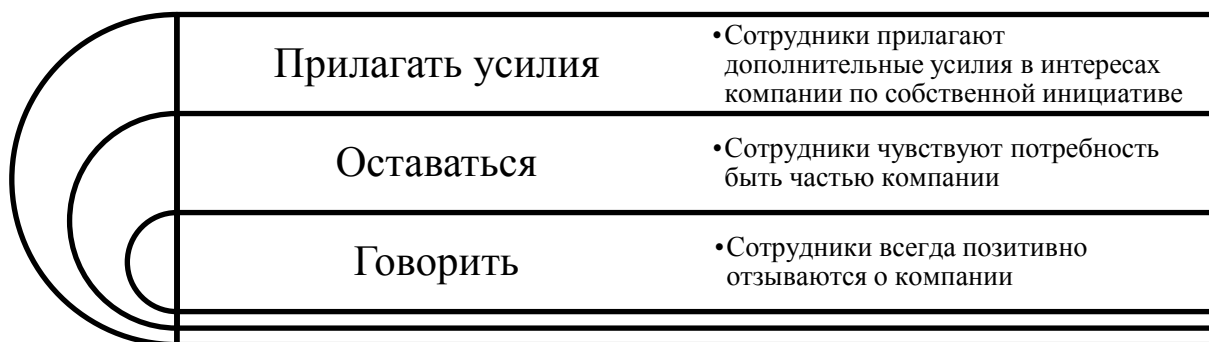 Прилагать усилия
•Сотрудники прилагают
дополнительные усилия в интересах
компании по собственной инициативе
Оставаться
•Сотрудники чувствуют потребность
быть частью компании
Говорить
•Сотрудники всегда позитивно
отзываются о компании